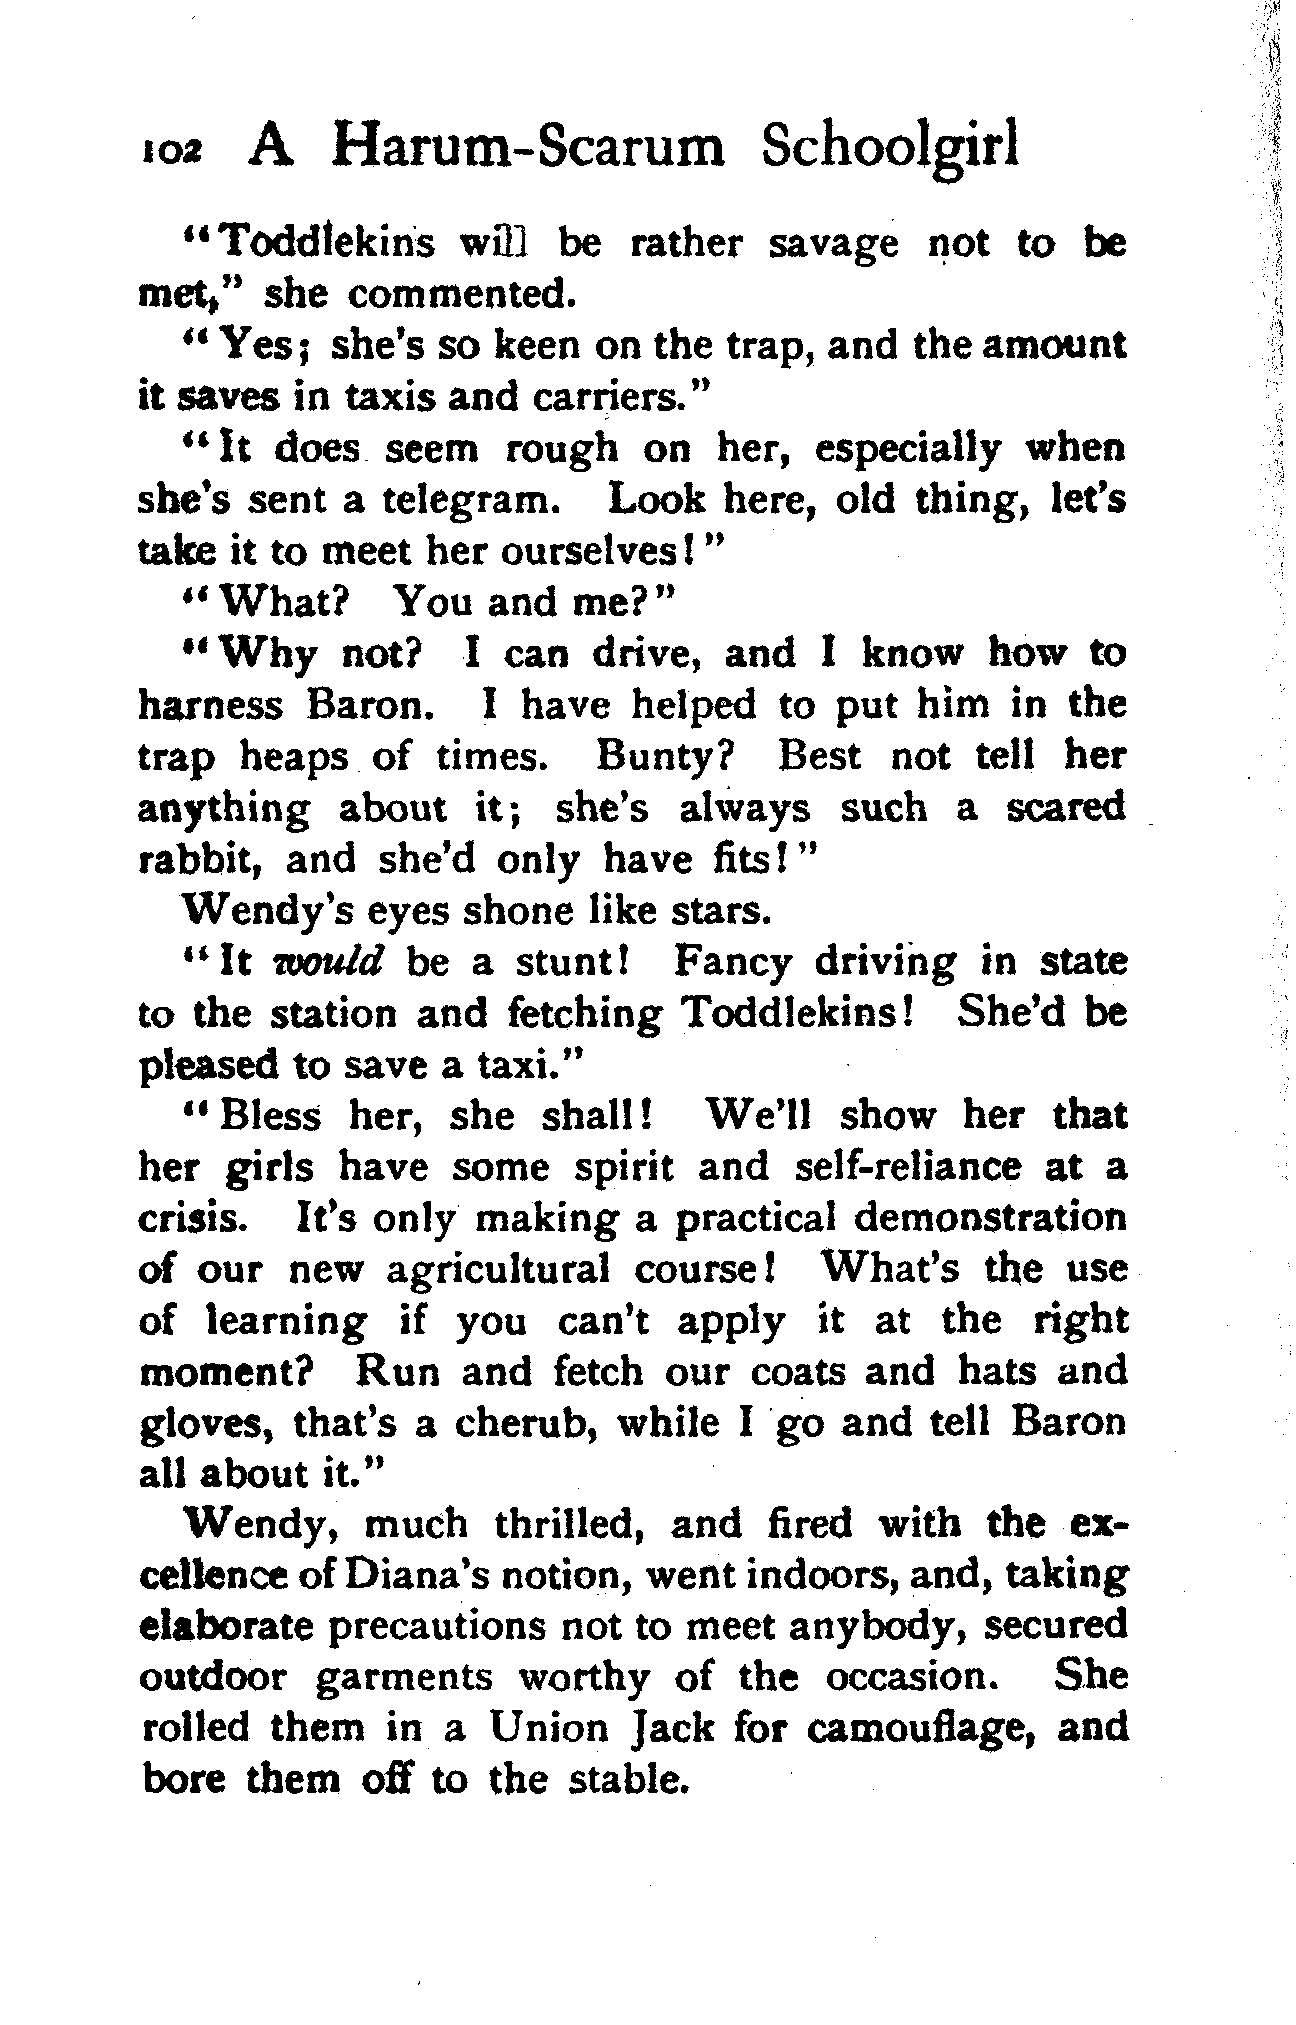 102 A Harum-Scarum Schoolgirl
“Toddlekins will be rather savage not to be
met,” she commented.
“Yes; she’s so keen on the trap, and the amount
it saves in taxis and carriers.”
“It does seem rough on her, especially when
she’s sent a telegram. Look here, old thing, let’s
take it to meet her ourselves!”
“What? You and me?”
“Why not? I can drive, and I know how to
harness Baron. I have helped to put him in the
trap heaps of times. Bunty? Best not tell her
anything about it; she’s always such a scared
rabbit, and she’d only have fits!”
Wendy’s eyes shone like stars.
“It would be a stunt! Fancy driving in state
to the station and fetching Toddlekins! She’d be
pleased to save a taxi.”
“Bless her, she shall! We’ll show her that
her girls have some spirit and self-reliance at a
crisis. It’s only making a practical demonstration
of our new agricultural course! What’s the use
of learning if you can’t apply it at the right
moment? Run and fetch our coats and hats and
gloves, that’s a cherub, while I go and tell Baron
all about it.”
Wendy, much thrilled, and fired with the ex-
cellence of Diana’s notion, went indoors, and, taking
elaborate precautions not to meet anybody, secured
outdoor garments worthy of the occasion. She
rolled them in a Union Jack for camouflage, and
bore them off to the stable.